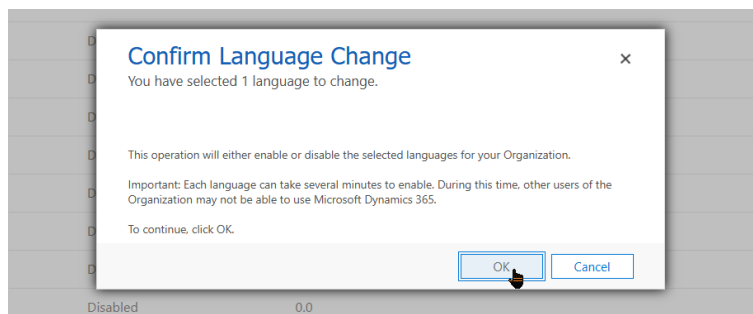 Confirm Language Change
You have selected 1 language to change.
This operation will either enable or disable the selected languages for your Organization.
Important: Each language can take several minutes to enable. During this time, other users of the
Organization may not be able to use Microsoft Dynamics 365.
To continue, click OK.
OK Cancel
Disabled 0.0